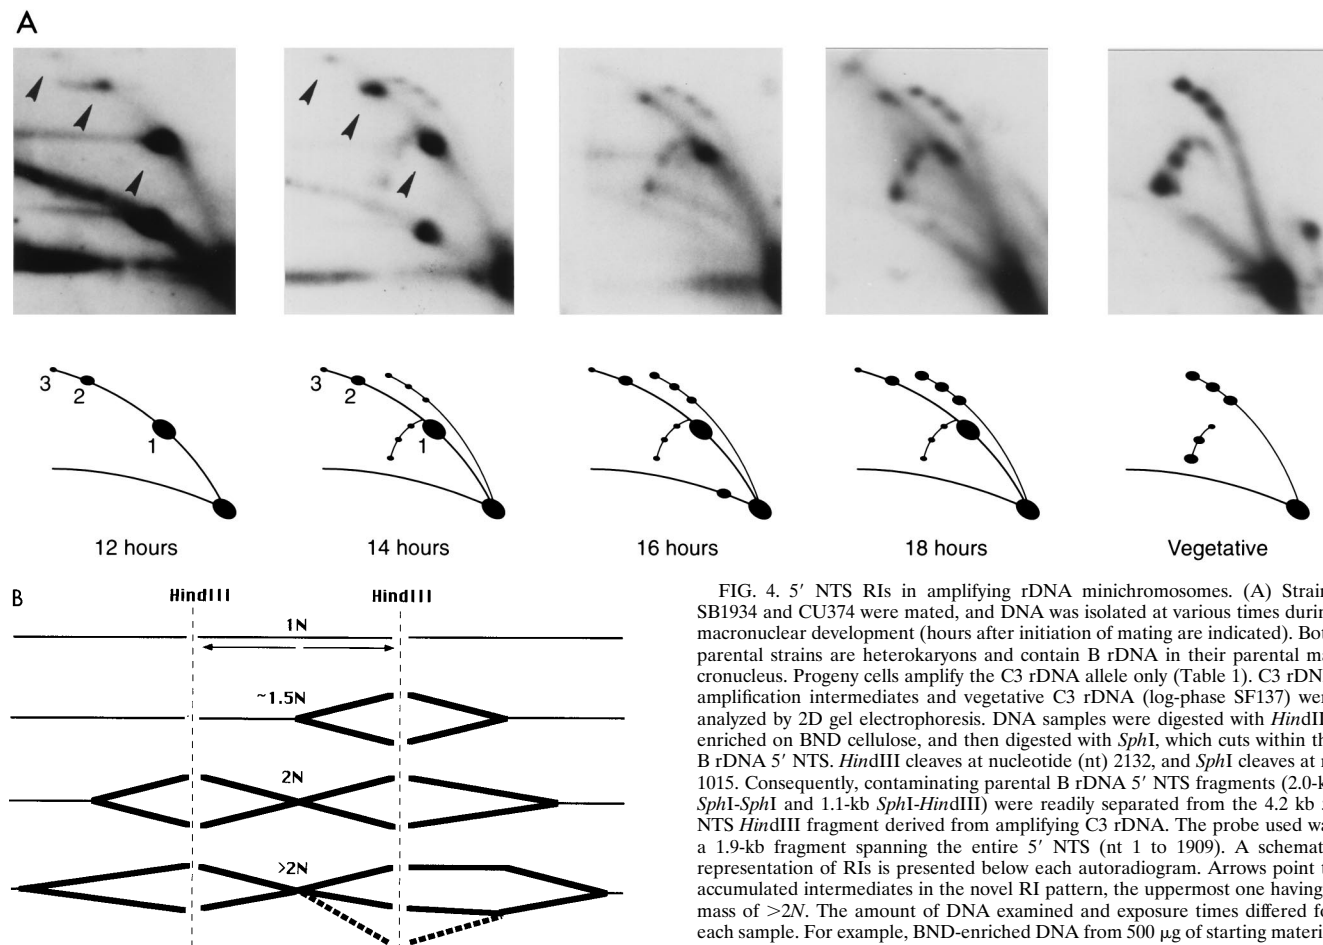 A
3
2
1
3
2
1
12 hours
14 hours
16 hours
18 hours
Vegetative
B
HindIII
HindIII
1N
~1.5N
2N
>2N
FIG. 4. 5′ NTS RIs in amplifying rDNA minichromosomes. (A) Strain
SB1934 and CU374 were mated, and DNA was isolated at various times durin
macronuclear development (hours after initiation of mating are indicated). Bot
parental strains are heterokaryons and contain B rDNA in their parental ma
cronucleus. Progeny cells amplify the C3 rDNA allele only (Table 1). C3 rDN
amplification intermediates and vegetative C3 rDNA (log-phase SF137) wer
analyzed by 2D gel electrophoresis. DNA samples were digested with HindII
enriched on BND cellulose, and then digested with SphI, which cuts within th
B rDNA 5′ NTS. HindIII cleaves at nucleotide (nt) 2132, and SphI cleaves at n
1015. Consequently, contaminating parental B rDNA 5′ NTS fragments (2.0-k
SphI-SphI and 1.1-kb SphI-HindIII) were readily separated from the 4.2 kb
NTS HindIII fragment derived from amplifying C3 rDNA. The probe used wa
a 1.9-kb fragment spanning the entire 5′ NTS (nt 1 to 1909). A schemat
representation of RIs is presented below each autoradiogram. Arrows point t
accumulated intermediates in the novel RI pattern, the uppermost one having
mass of >2N. The amount of DNA examined and exposure times differed fo
each sample. For example, BND-enriched DNA from 500 μg of starting materi